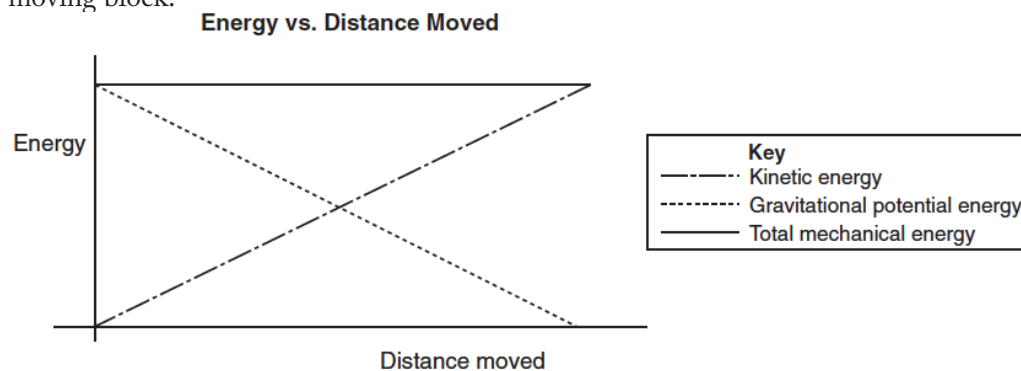 moving block.
Energy vs. Distance Moved
Energy
Key
Kinetic energy
Gravitational potential energy
Total mechanical energy
Distance moved